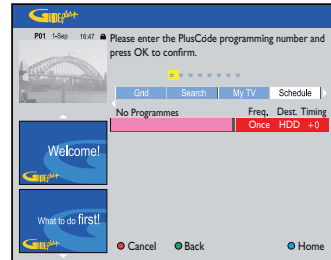 GUIDE Plus+
P01 1-Sep 16:47 Please enter the PlusCode programming number and
press OK to confirm.
= = = = = = = =
Grid Search My TV Schedule
No Programmes Freq. Dest. Timing
Once HDD +0
Welcome!
GUIDE Plus+
What to do first!
GUIDE Plus+
Cancel Back Home